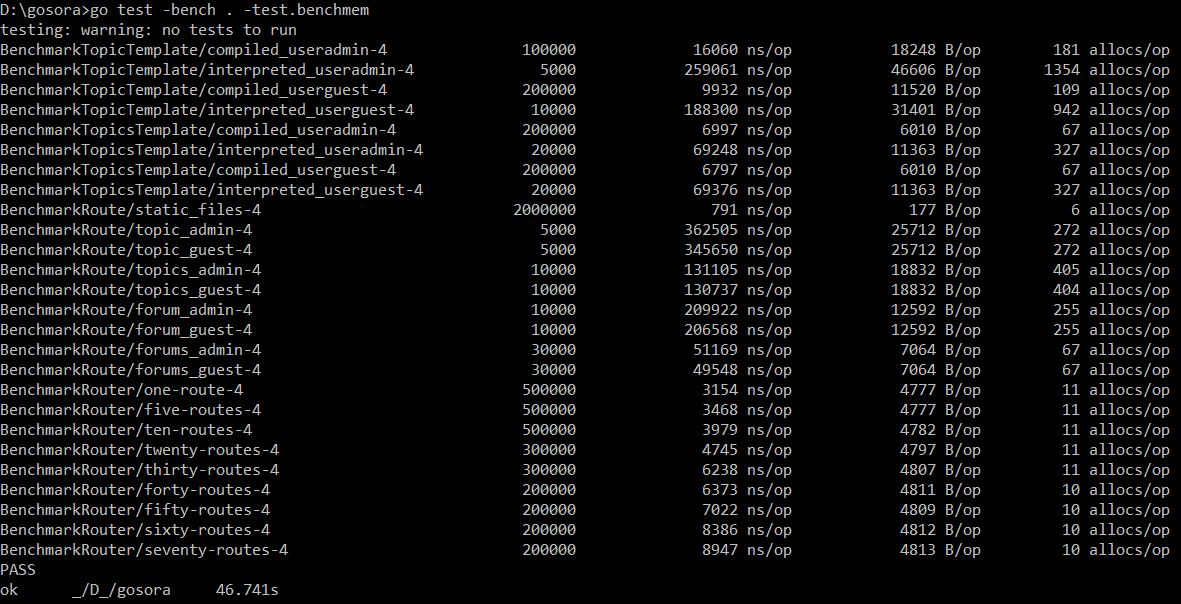 D:\gosora>go test -bench . -test.benchmem
testing: warning: no tests to run
BenchmarkTopicTemplate/compiled_useradmin-4 100000 16060 ns/op 18248 B/op 181 allocs/op
BenchmarkTopicTemplate/interpreted_useradmin-4 5000 259061 ns/op 46606 B/op 1354 allocs/op
BenchmarkTopicTemplate/compiled_userguest-4 200000 9932 ns/op 11520 B/op 109 allocs/op
BenchmarkTopicTemplate/interpreted_userguest-4 10000 188300 ns/op 31401 B/op 942 allocs/op
BenchmarkTopicsTemplate/compiled_useradmin-4 200000 6997 ns/op 6010 B/op 67 allocs/op
BenchmarkTopicsTemplate/interpreted_useradmin-4 20000 69248 ns/op 11363 B/op 327 allocs/op
BenchmarkTopicsTemplate/compiled_userguest-4 200000 6797 ns/op 6010 B/op 67 allocs/op
BenchmarkTopicsTemplate/interpreted_userguest-4 20000 69376 ns/op 11363 B/op 327 allocs/op
BenchmarkRoute/static_files-4 2000000 791 ns/op 177 B/op 6 allocs/op
BenchmarkRoute/topic_admin-4 5000 362505 ns/op 25712 B/op 272 allocs/op
BenchmarkRoute/topic_guest-4 5000 345650 ns/op 25712 B/op 272 allocs/op
BenchmarkRoute/topics_admin-4 10000 131105 ns/op 18832 B/op 405 allocs/op
BenchmarkRoute/topics_guest-4 10000 130737 ns/op 18832 B/op 404 allocs/op
BenchmarkRoute/forum_admin-4 10000 209922 ns/op 12592 B/op 255 allocs/op
BenchmarkRoute/forum_guest-4 10000 206568 ns/op 12592 B/op 255 allocs/op
BenchmarkRoute/forums_admin-4 30000 51169 ns/op 7064 B/op 67 allocs/op
BenchmarkRoute/forums_guest-4 30000 49548 ns/op 7064 B/op 67 allocs/op
BenchmarkRouter/one-route-4 500000 3154 ns/op 4777 B/op 11 allocs/op
BenchmarkRouter/five-routes-4 500000 3468 ns/op 4777 B/op 11 allocs/op
BenchmarkRouter/ten-routes-4 500000 3979 ns/op 4782 B/op 11 allocs/op
BenchmarkRouter/twenty-routes-4 300000 4745 ns/op 4797 B/op 11 allocs/op
BenchmarkRouter/thirty-routes-4 300000 6238 ns/op 4807 B/op 11 allocs/op
BenchmarkRouter/forty-routes-4 200000 6373 ns/op 4811 B/op 10 allocs/op
BenchmarkRouter/fifty-routes-4 200000 7022 ns/op 4809 B/op 10 allocs/op
BenchmarkRouter/sixty-routes-4 200000 8386 ns/op 4812 B/op 10 allocs/op
BenchmarkRouter/seventy-routes-4 200000 8947 ns/op 4813 B/op 10 allocs/op
PASS
ok _/D_/gosora 46.741s